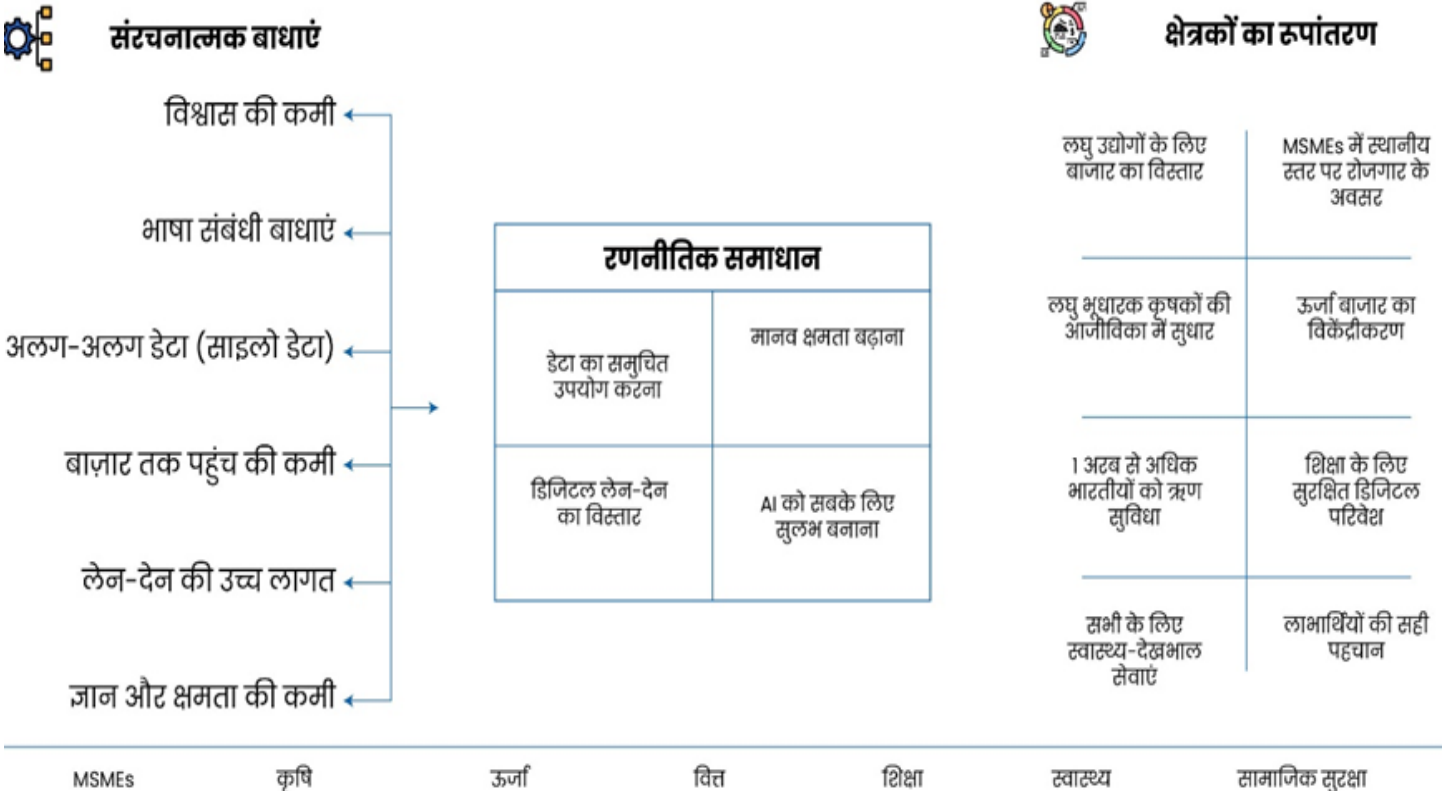 संरचनात्मक बाधाएं
विश्वास की कमी
भाषा संबंधी बाधाएं
अलग-अलग डेटा (साइलो डेटा)
बाज़ार तक पहुंच की कमी
लेन-देन की उच्च लागत
ज्ञान और क्षमता की कमी
रणनीतिक समाधान
डेटा का समुचित
उपयोग करना
मानव क्षमता बढ़ाना
डिजिटल लेन-देन
का विस्तार
AI को सबके लिए
सुलभ बनाना
क्षेत्रकों का रूपांतरण
लघु उद्योगों के लिए
बाजार का विस्तार
MSMEs में स्थानीय
स्तर पर रोजगार के
अवसर
लघु भूधारक कृषकों की
आजीविका में सुधार
ऊर्जा बाजार का
विकेंद्रीकरण
1 अरब से अधिक
भारतीयों को ऋण
सुविधा
शिक्षा के लिए
सुरक्षित डिजिटल
परिवेश
सभी के लिए
स्वास्थ्य-देखभाल
सेवाएं
लाभार्थियों की सही
पहचान
MSMEs कृषि ऊर्जा वित्त शिक्षा स्वास्थ्य सामाजिक सुरक्षा